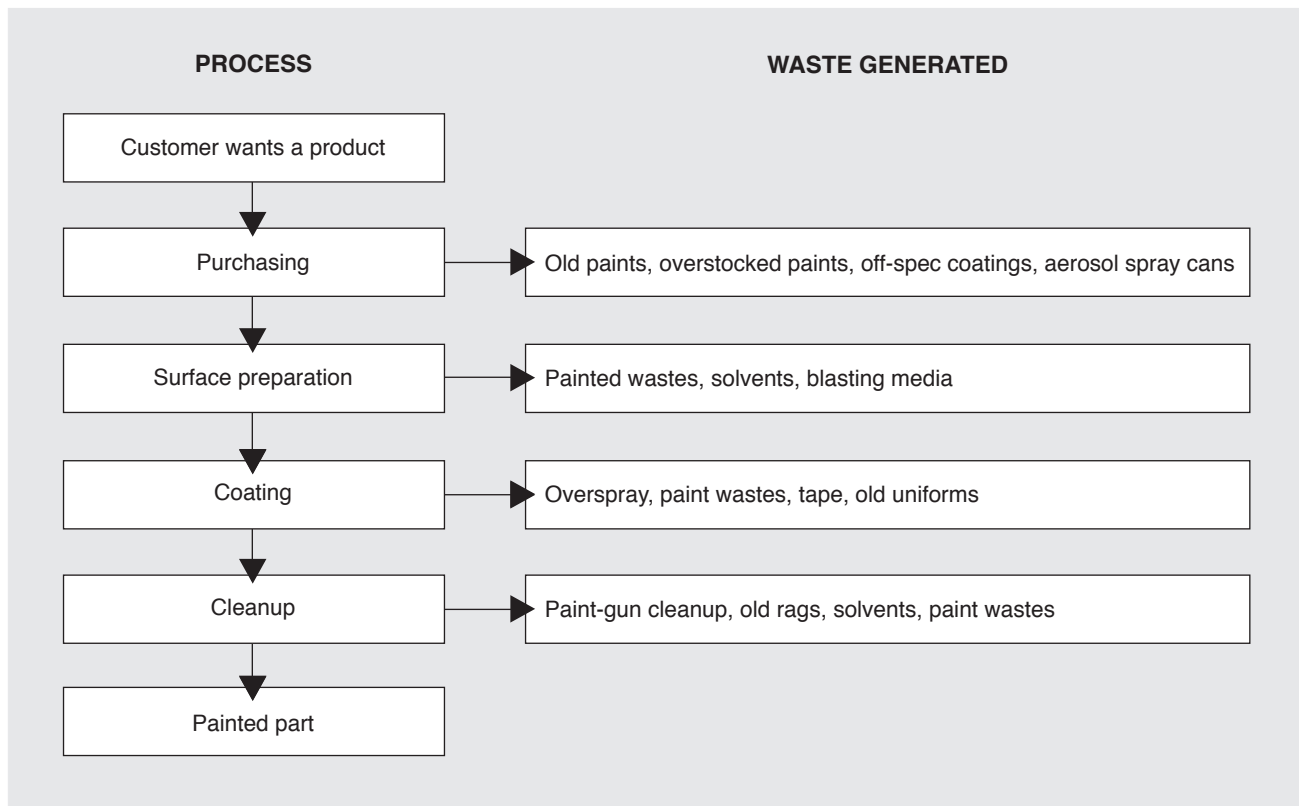 PROCESS
WASTE GENERATED
Customer wants a product
Purchasing
Old paints, overstocked paints, off-spec coatings, aerosol spray cans
Surface preparation
Painted wastes, solvents, blasting media
Coating
Overspray, paint wastes, tape, old uniforms
Cleanup
Paint-gun cleanup, old rags, solvents, paint wastes
Painted part